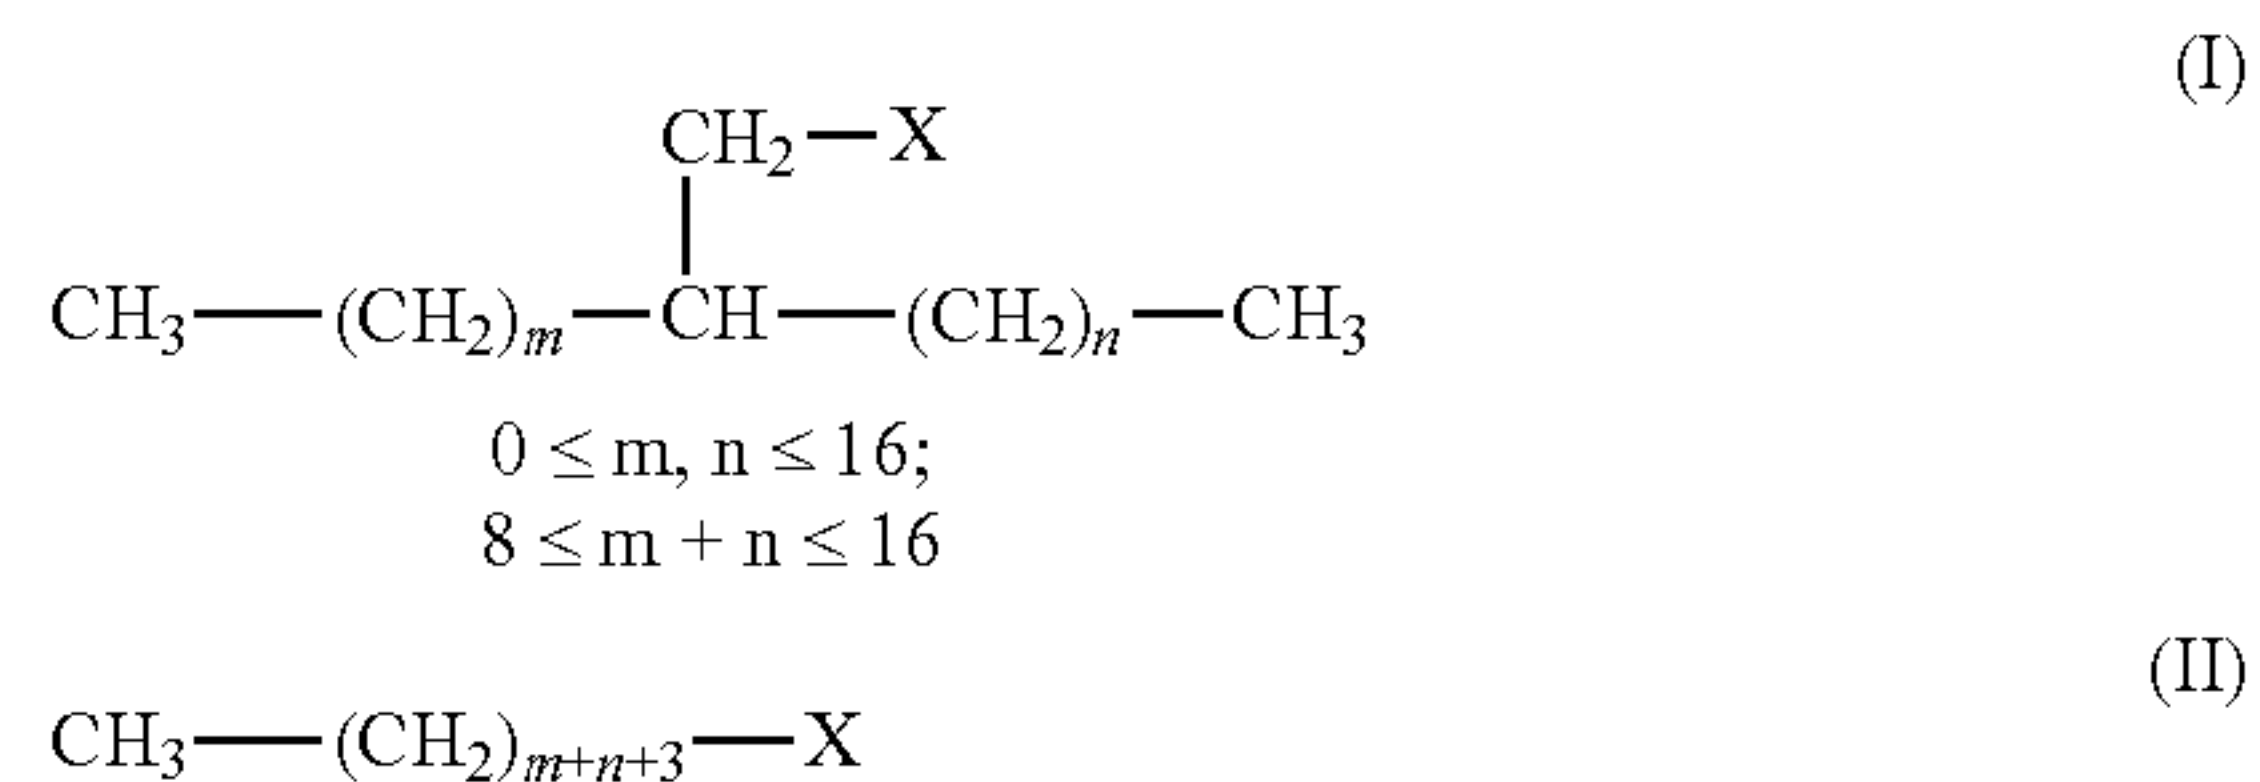 (I)
CH₂—X
CH₃—(CH₂)ₘ—CH—(CH₂)ₙ—CH₃
0 ≤ m, n ≤ 16;
8 ≤ m + n ≤ 16
(II)
CH₃—(CH₂)ₘ₊ₙ₊₃—X